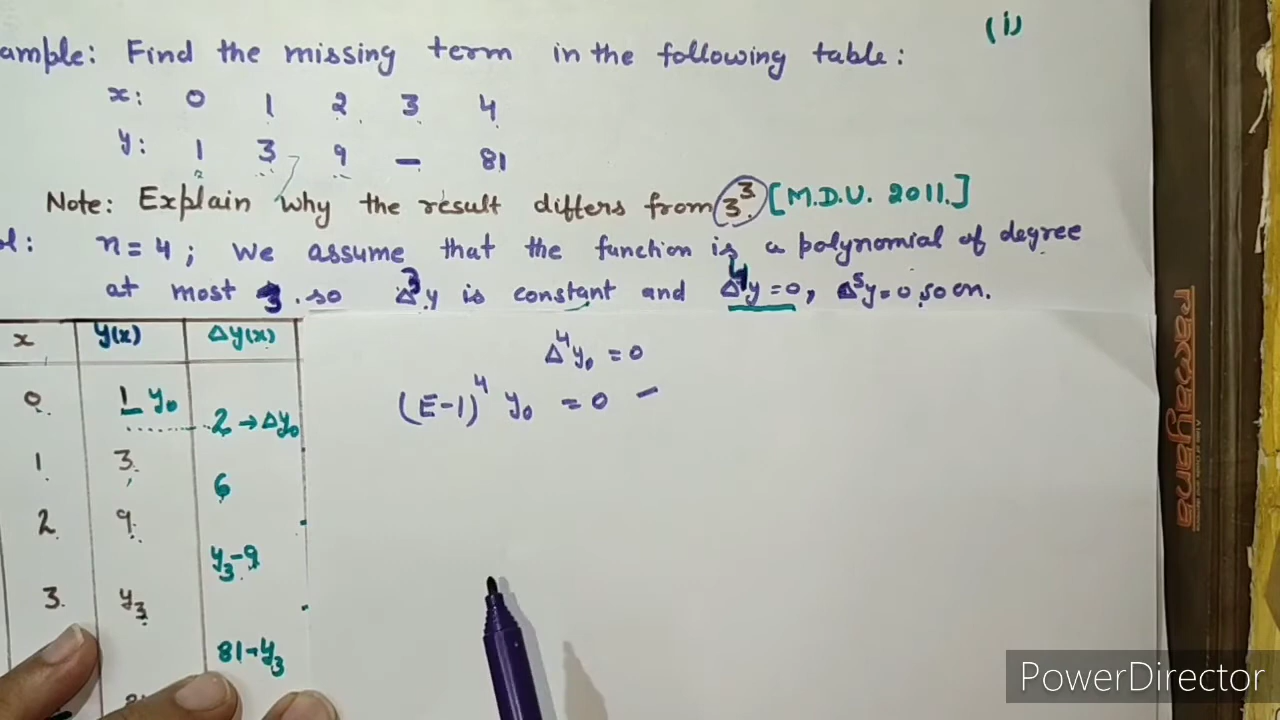 (i)
ample: Find the missing term in the following table:
x: 0 1 2 3 4
y: 1 3 9 – 81
Note: Explain why the result differs from 3³ [M.D.U. 2011.]
ol: n=4; we assume that the function is a polynomial of degree
at most 3. so Δ³y is constant and Δ⁴y=0, Δ⁵y=0 so on.
x y(x) Δy(x)
0 1 y₀
2→Δy₀
1 3
6
2 9
y₃-9
3 y₃
81-y₃
Δ⁴y₀ = 0
(E-1)⁴ y₀ = 0 –
ramayana
PowerDirector